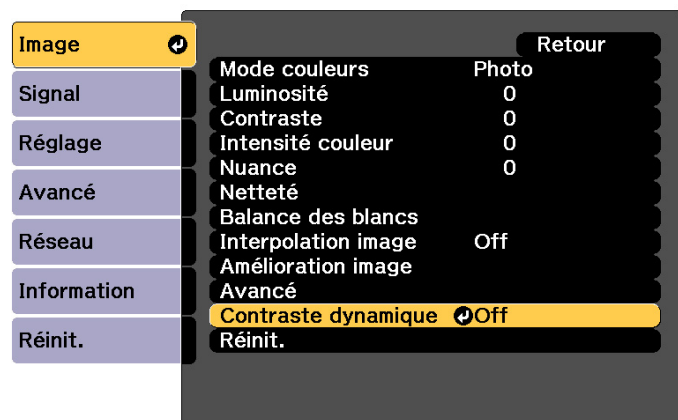 Image
Signal
Réglage
Avancé
Réseau
Information
Réinit.
Retour
Mode couleurs Photo
Luminosité 0
Contraste 0
Intensité couleur 0
Nuance 0
Netteté
Balance des blancs
Interpolation image Off
Amélioration image
Avancé
Contraste dynamique Off
Réinit.